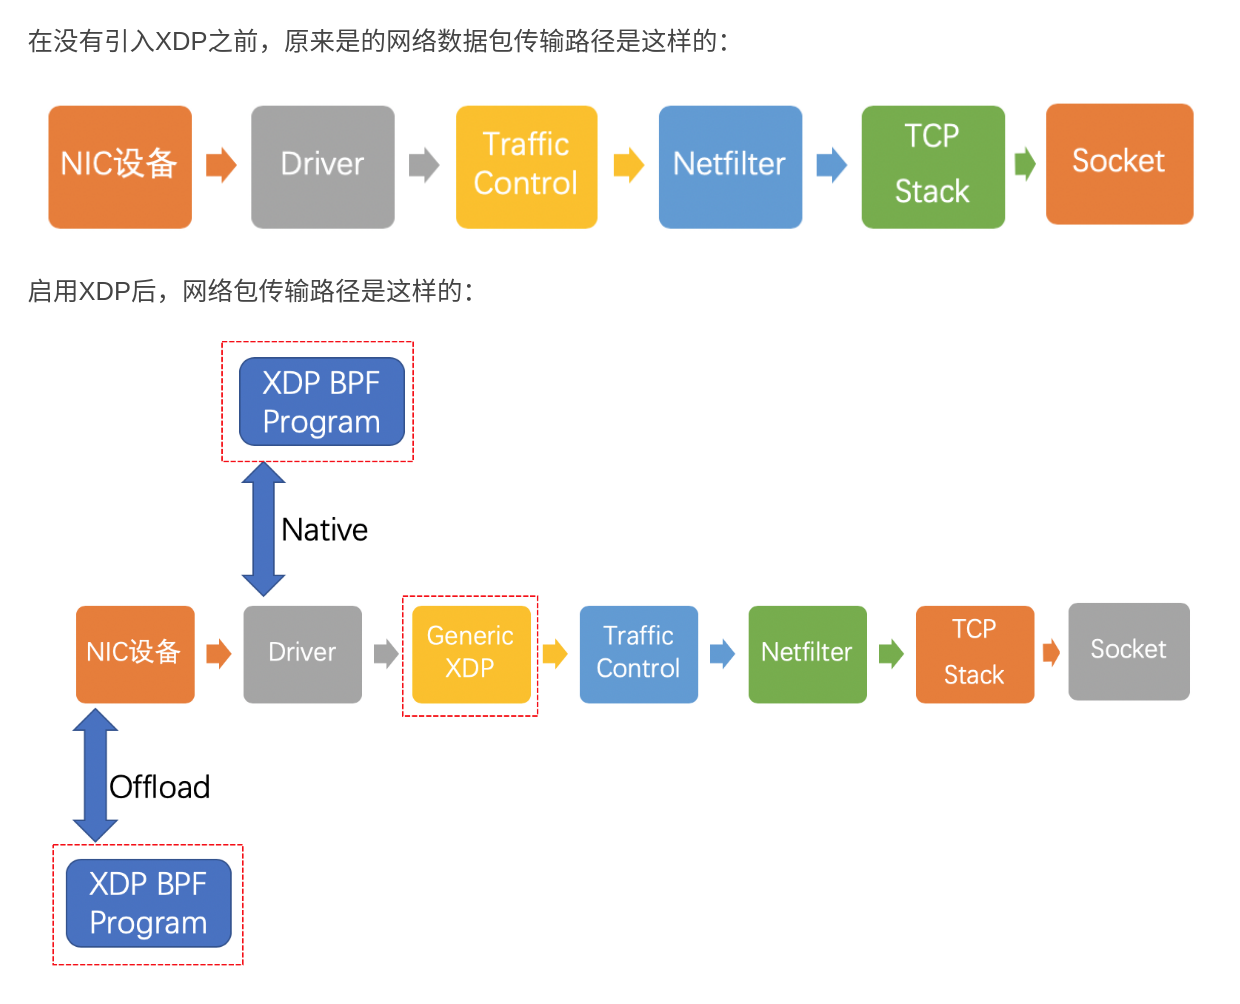 在没有引入XDP之前，原来是的网络数据包传输路径是这样的：
NIC设备
Driver
Traffic
Control
Netfilter
TCP
Stack
Socket
启用XDP后，网络包传输路径是这样的：
XDP BPF
Program
Native
NIC设备
Driver
Generic
XDP
Traffic
Control
Netfilter
TCP
Stack
Socket
Offload
XDP BPF
Program